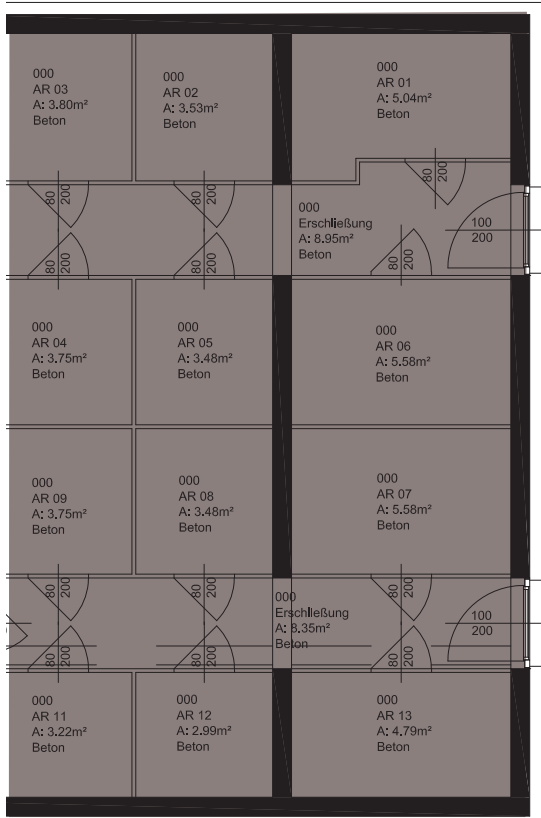 000
AR 03
A: 3.80m²
Beton
000
AR 02
A: 3.53m²
Beton
000
AR 01
A: 5.04m²
Beton
80
200
80
200
80
200
000
Erschließung
A: 8.95m²
Beton
100
200
80
200
80
200
80
200
000
AR 04
A: 3.75m²
Beton
000
AR 05
A: 3.48m²
Beton
000
AR 06
A: 5.58m²
Beton
000
AR 09
A: 3.75m²
Beton
000
AR 08
A: 3.48m²
Beton
000
AR 07
A: 5.58m²
Beton
80
200
80
200
80
200
000
Erschließung
A: 8.35m²
Beton
100
200
80
200
80
200
80
200
000
AR 11
A: 3.22m²
Beton
000
AR 12
A: 2.99m²
Beton
000
AR 13
A: 4.79m²
Beton